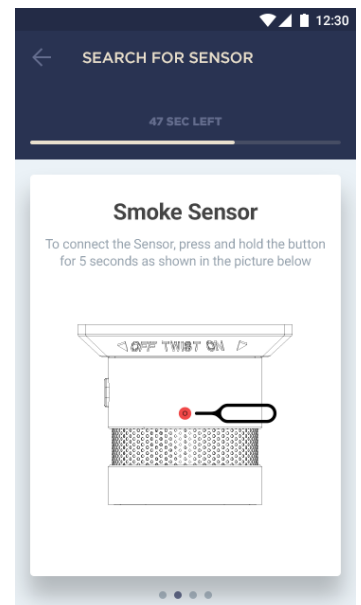 12:30
SEARCH FOR SENSOR
47 SEC LEFT
Smoke Sensor
To connect the Sensor, press and hold the button
for 5 seconds as shown in the picture below
OFF TWIST ON